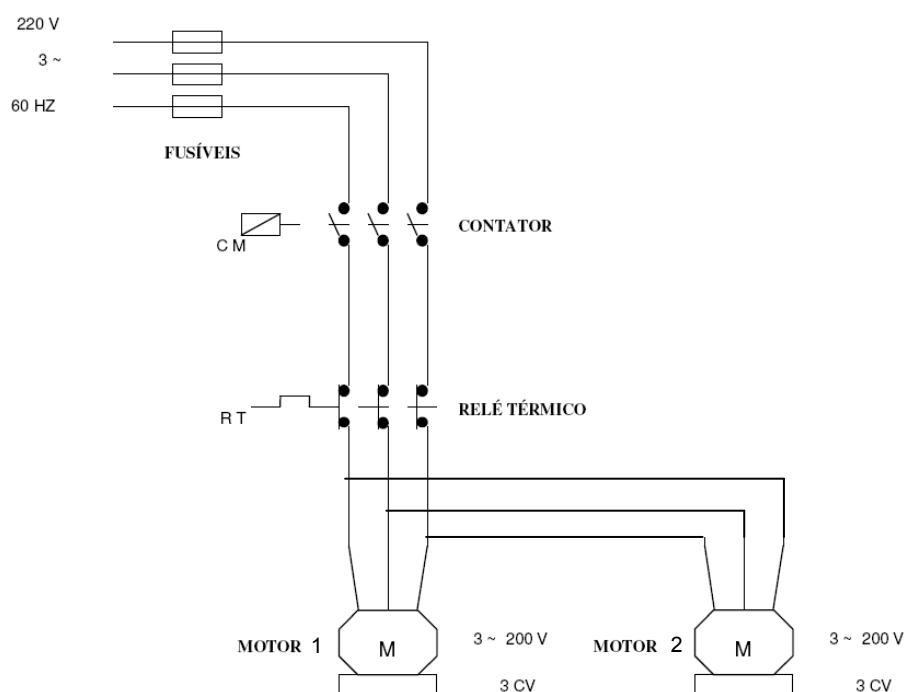 220 V
3 ~
60 HZ
FUSÍVEIS
C M
CONTATOR
R T
RELÉ TÉRMICO
MOTOR 1
M
3 ~ 200 V
3 CV
MOTOR 2
M
3 ~ 200 V
3 CV